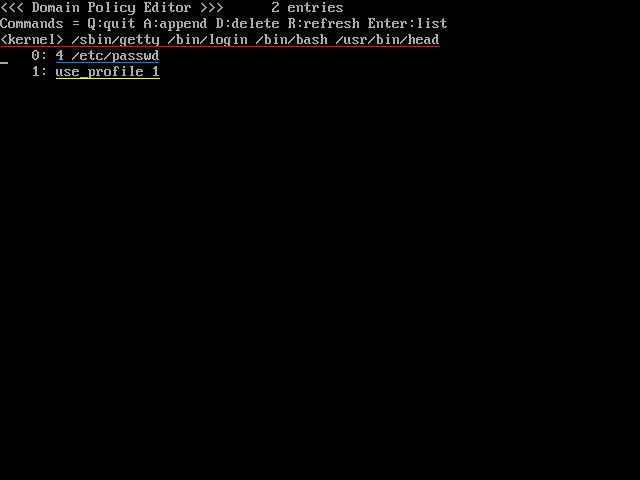 <<< Domain Policy Editor >>>      2 entries
Commands = Q:quit A:append D:delete R:refresh Enter:list
<kernel> /sbin/getty /bin/login /bin/bash /usr/bin/head
    0: 4 /etc/passwd
    1: use_profile 1